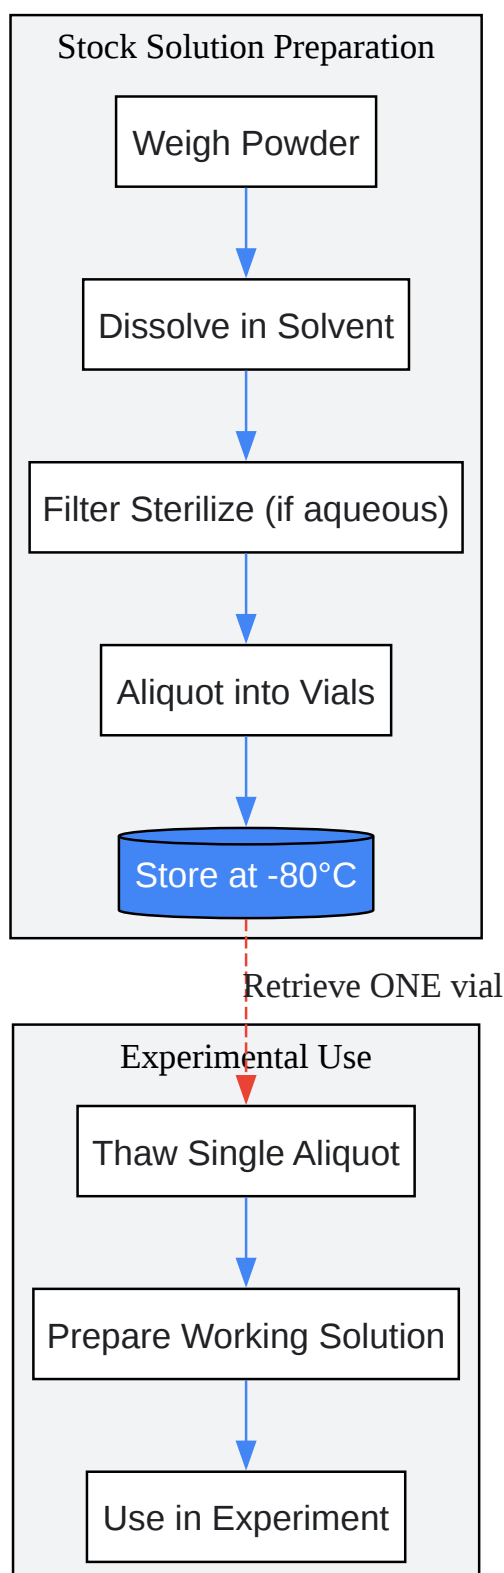 Stock Solution Preparation
Weigh Powder
Dissolve in Solvent
Filter Sterilize (if aqueous)
Aliquot into Vials
Store at -80°C
Retrieve ONE vial
Experimental Use
Thaw Single Aliquot
Prepare Working Solution
Use in Experiment